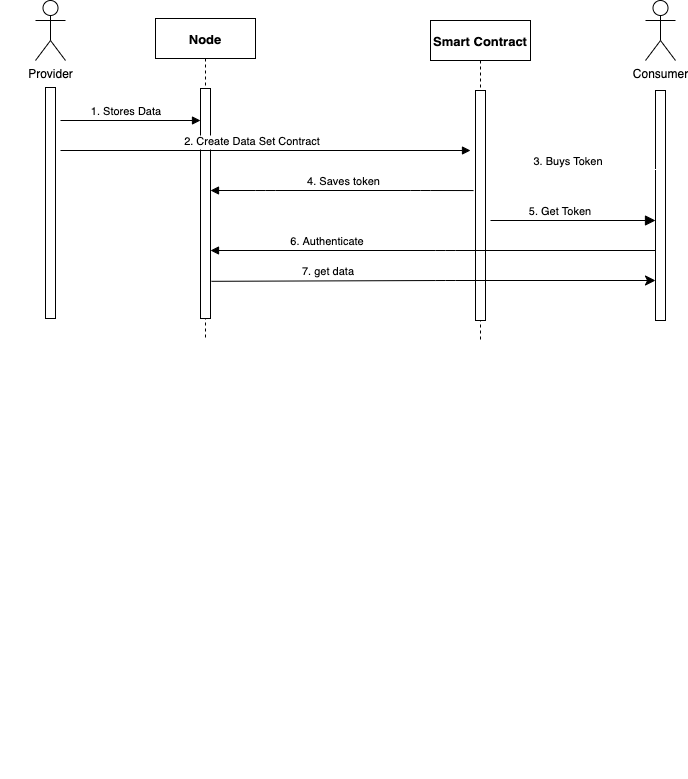 Node
Smart Contract
Provider
Consumer
1. Stores Data
2. Create Data Set Contract
3. Buys Token
4. Saves token
5. Get Token
6. Authenticate
7. get data